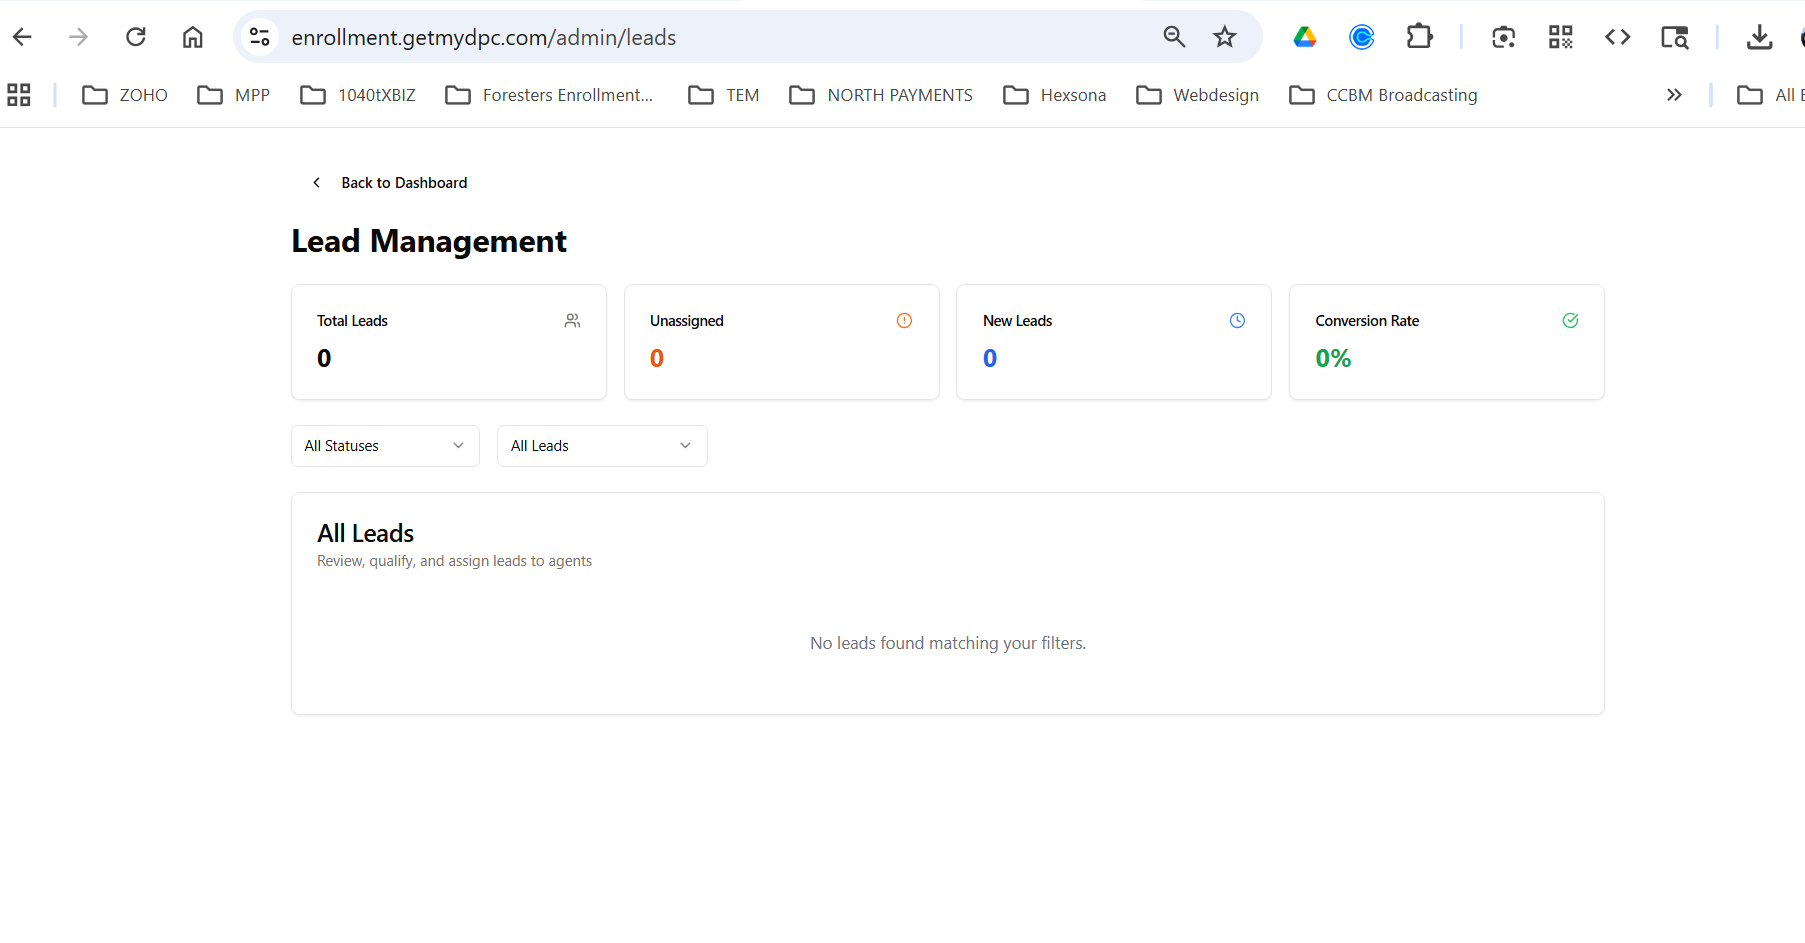 enrollment.getmydpc.com/admin/leads
ZOHO MPP 1040tXBIZ Foresters Enrollment... TEM NORTH PAYMENTS Hexsona Webdesign CCBM Broadcasting All
Back to Dashboard
Lead Management
Total Leads
0
Unassigned
0
New Leads
0
Conversion Rate
0%
All Statuses All Leads
All Leads
Review, qualify, and assign leads to agents
No leads found matching your filters.